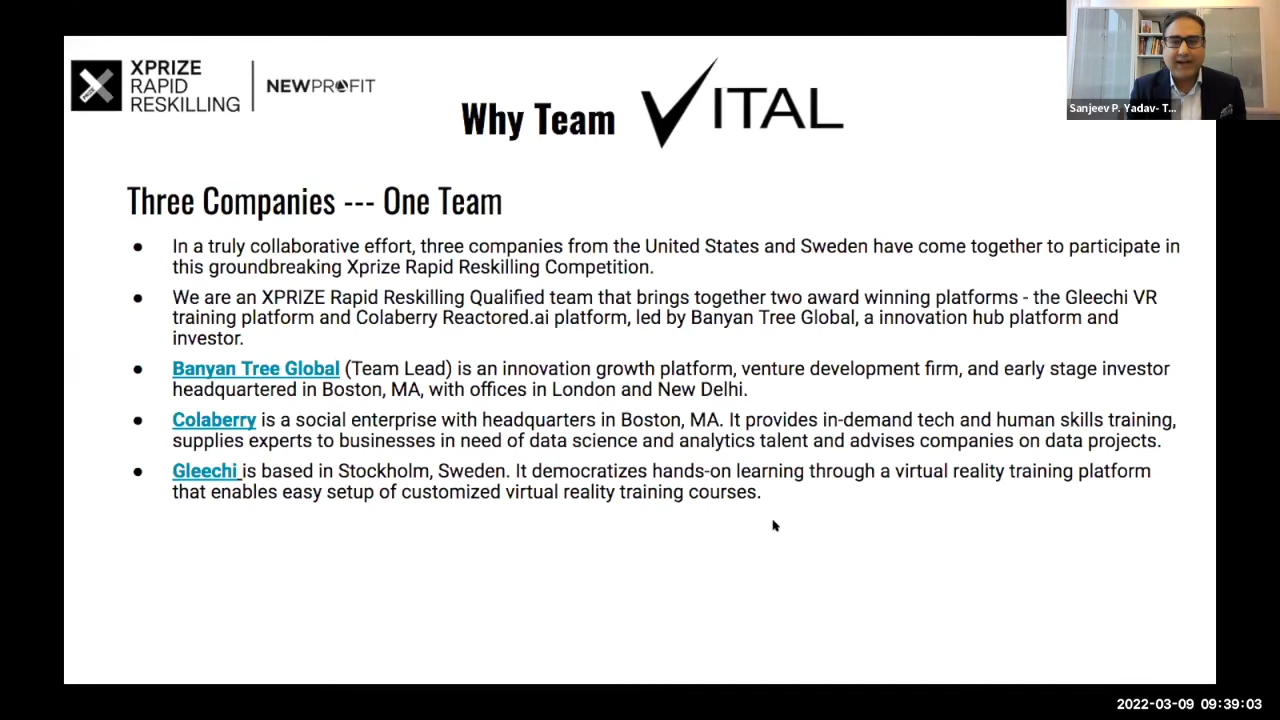 XPRIZE
RAPID
RESKILLING
NEWPROFIT
Why Team VITAL
Sanjeev P. Yadav- T...
Three Companies --- One Team
● In a truly collaborative effort, three companies from the United States and Sweden have come together to participate in
this groundbreaking Xprize Rapid Reskilling Competition.
● We are an XPRIZE Rapid Reskilling Qualified team that brings together two award winning platforms - the Gleechi VR
training platform and Colaberry Reactored.ai platform, led by Banyan Tree Global, a innovation hub platform and
investor.
● Banyan Tree Global (Team Lead) is an innovation growth platform, venture development firm, and early stage investor
headquartered in Boston, MA, with offices in London and New Delhi.
● Colaberry is a social enterprise with headquarters in Boston, MA. It provides in-demand tech and human skills training,
supplies experts to businesses in need of data science and analytics talent and advises companies on data projects.
● Gleechi is based in Stockholm, Sweden. It democratizes hands-on learning through a virtual reality training platform
that enables easy setup of customized virtual reality training courses.
2022-03-09 09:39:03